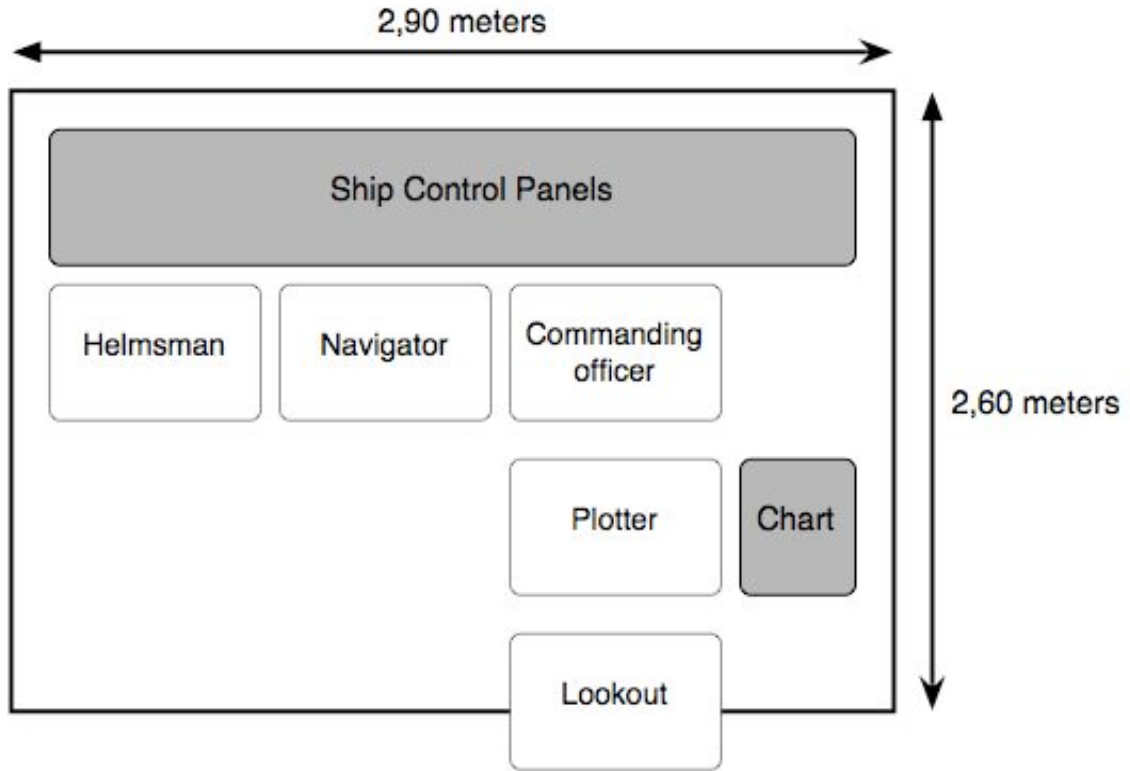 2,90 meters
Ship Control Panels
Helmsman
Navigator
Commanding
officer
2,60 meters
Plotter
Chart
Lookout